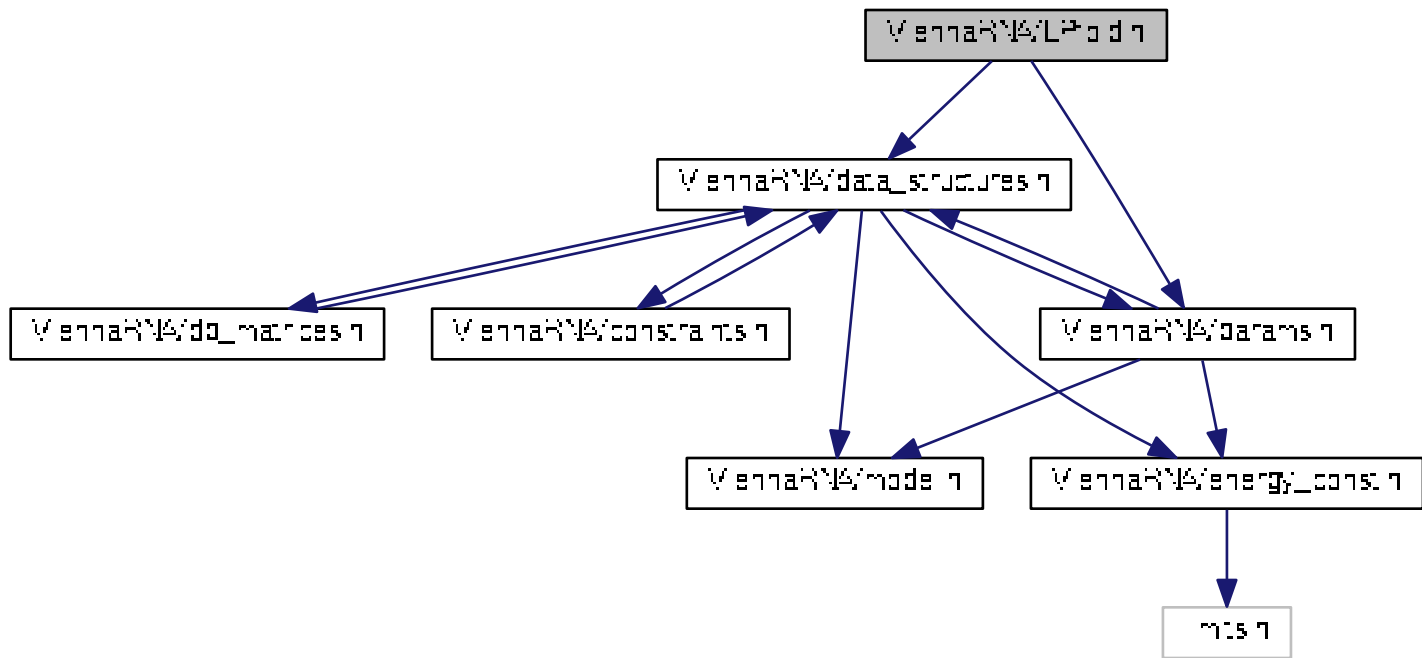 ViennaRNA/LPfold.h
ViennaRNA/data_structures.h
ViennaRNA/dp_matrices.h
ViennaRNA/constraints.h
ViennaRNA/params.h
ViennaRNA/model.h
ViennaRNA/energy_const.h
limits.h